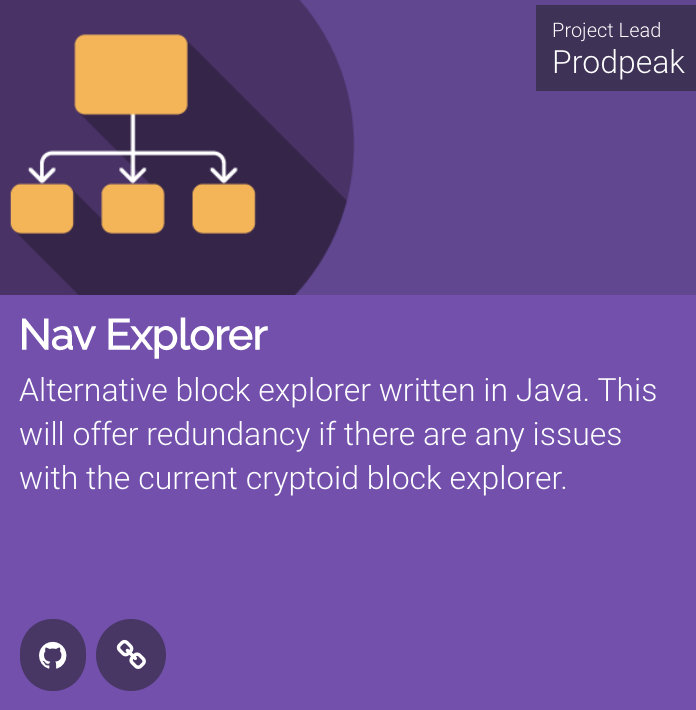 Project Lead
Prodpeak
Nav Explorer
Alternative block explorer written in Java. This
will offer redundancy if there are any issues
with the current cryptoid block explorer.